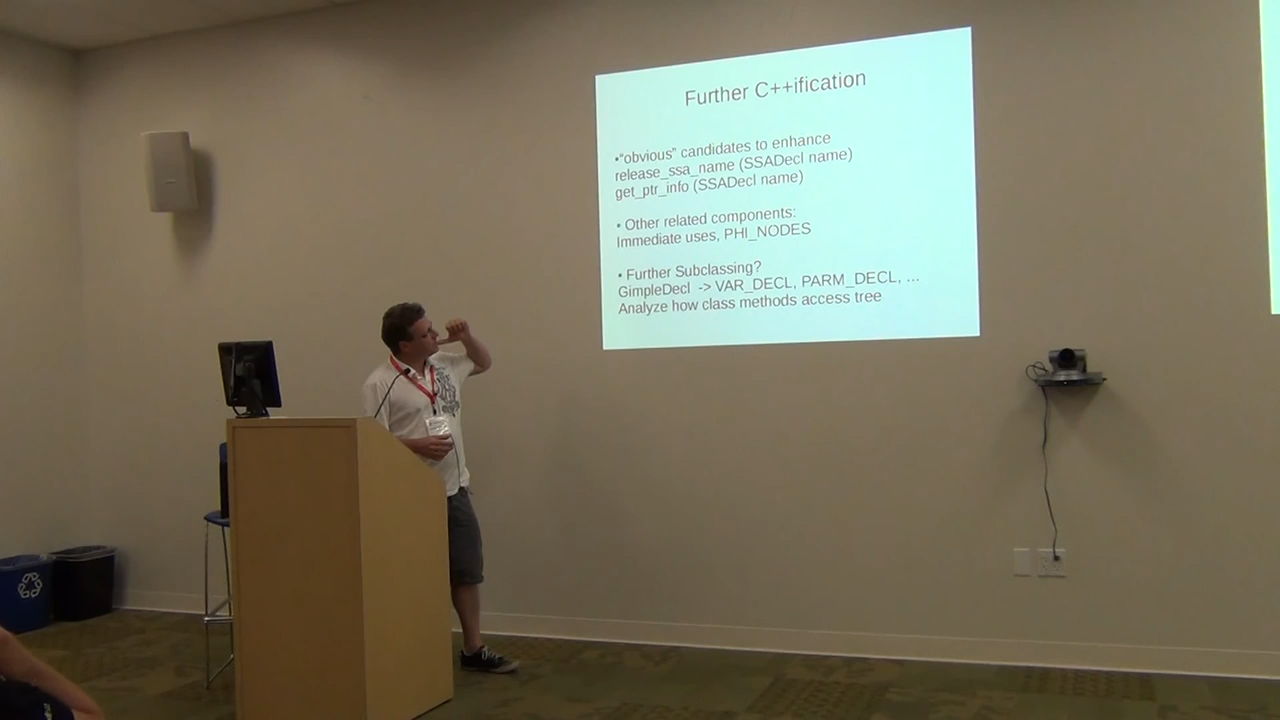 Further C++ification
•“obvious” candidates to enhance
release_ssa_name (SSADecl name)
get_ptr_info (SSADecl name)
• Other related components:
Immediate uses, PHI_NODES
• Further Subclassing?
GimpleDecl -> VAR_DECL, PARM_DECL, ...
Analyze how class methods access tree